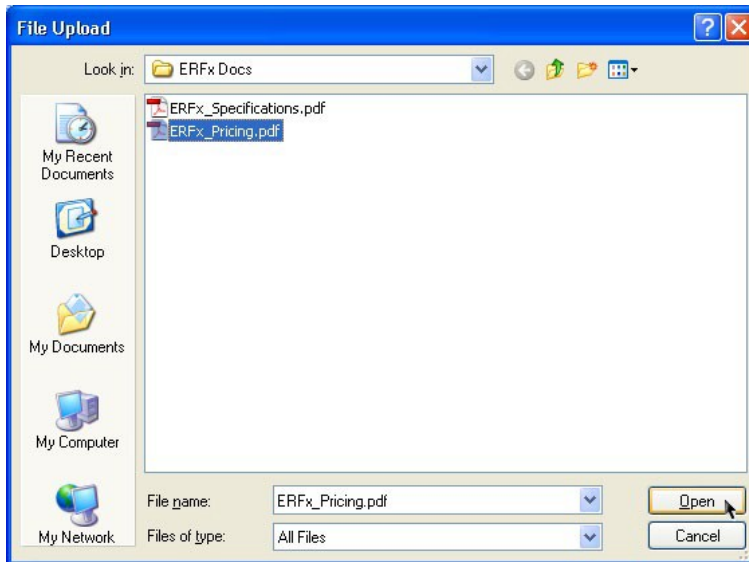 File Upload
Look in: ERFx Docs
ERFx_Specifications.pdf
ERFx_Pricing.pdf
My Recent
Documents
Desktop
My Documents
My Computer
My Network
File name: ERFx_Pricing.pdf Open
Files of type: All Files Cancel